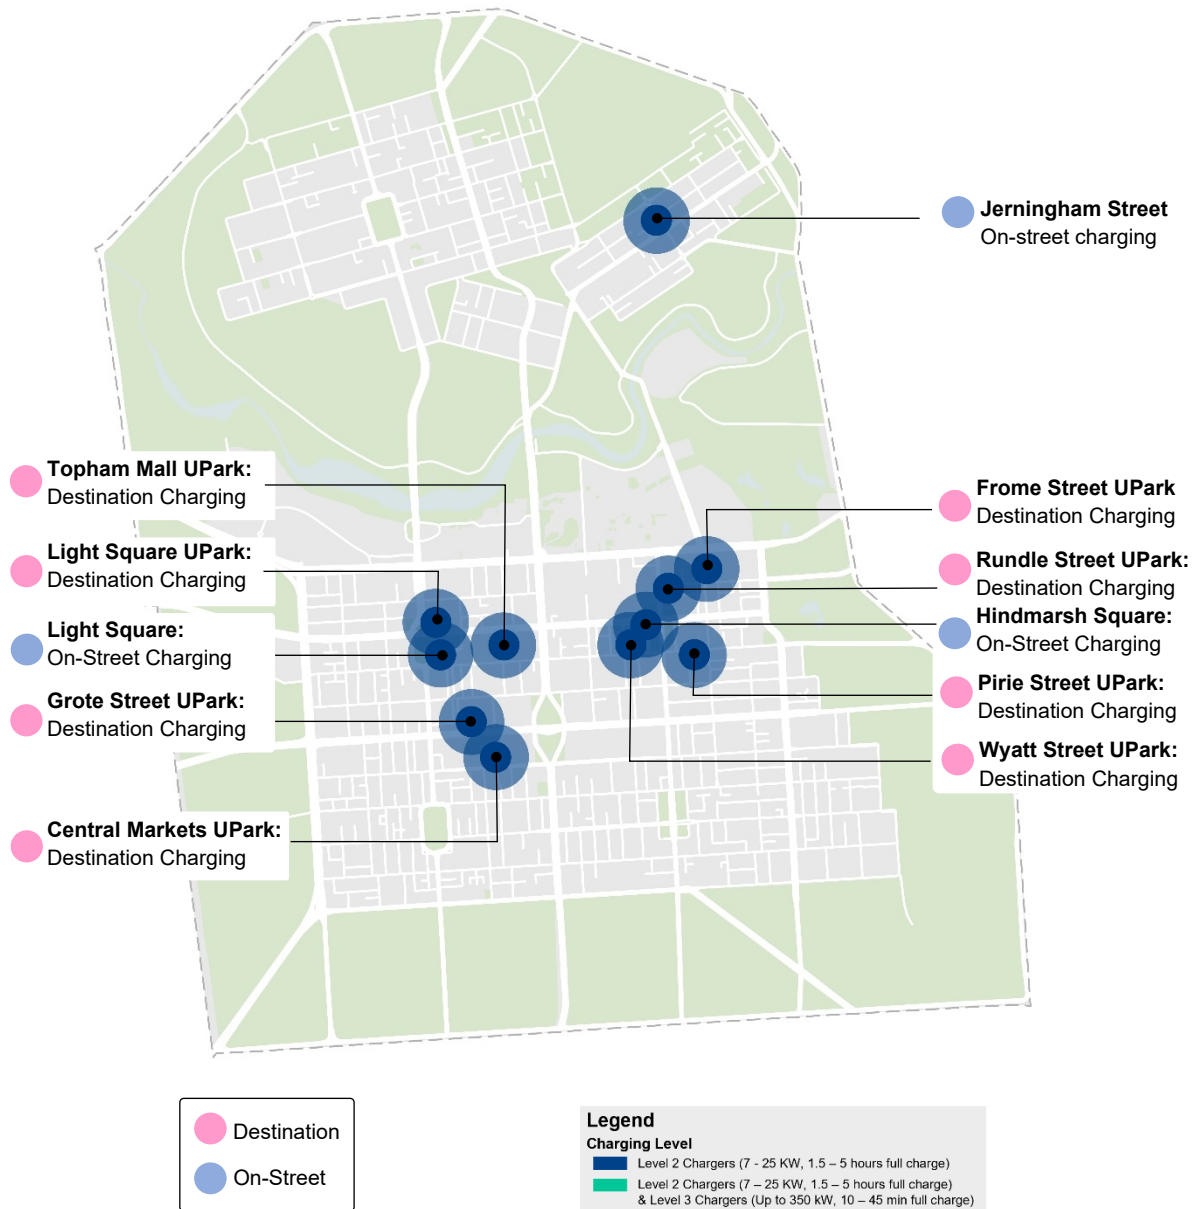 Jerningham Street
On-street charging
Topham Mall UPark:
Destination Charging
Light Square UPark:
Destination Charging
Light Square:
On-Street Charging
Grote Street UPark:
Destination Charging
Central Markets UPark:
Destination Charging
Frome Street UPark
Destination Charging
Rundle Street UPark:
Destination Charging
Hindmarsh Square:
On-Street Charging
Pirie Street UPark:
Destination Charging
Wyatt Street UPark:
Destination Charging
Destination
On-Street
Legend
Charging Level
Level 2 Chargers (7 - 25 KW, 1.5 – 5 hours full charge)
Level 2 Chargers (7 – 25 KW, 1.5 – 5 hours full charge)
& Level 3 Chargers (Up to 350 kW, 10 – 45 min full charge)